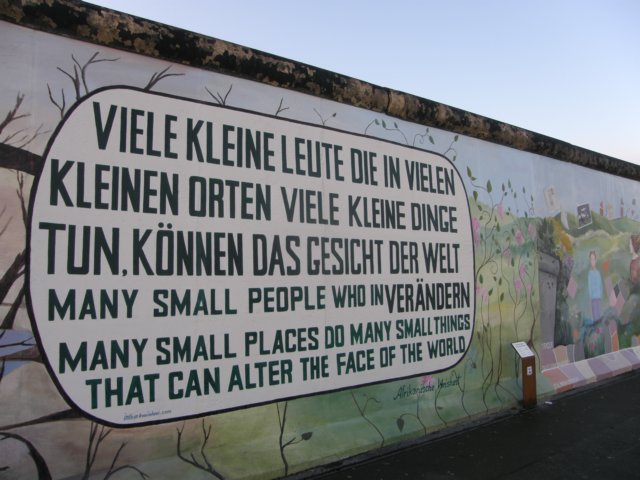 VIELE KLEINE LEUTE DIE IN VIELEN
KLEINEN ORTEN VIELE KLEINE DINGE
TUN, KÖNNEN DAS GESICHT DER WELT
MANY SMALL PEOPLE WHO IN VERÄNDERN
MANY SMALL PLACES DO MANY SMALL THINGS
THAT CAN ALTER THE FACE OF THE WORLD.
Afrikanische Weisheit